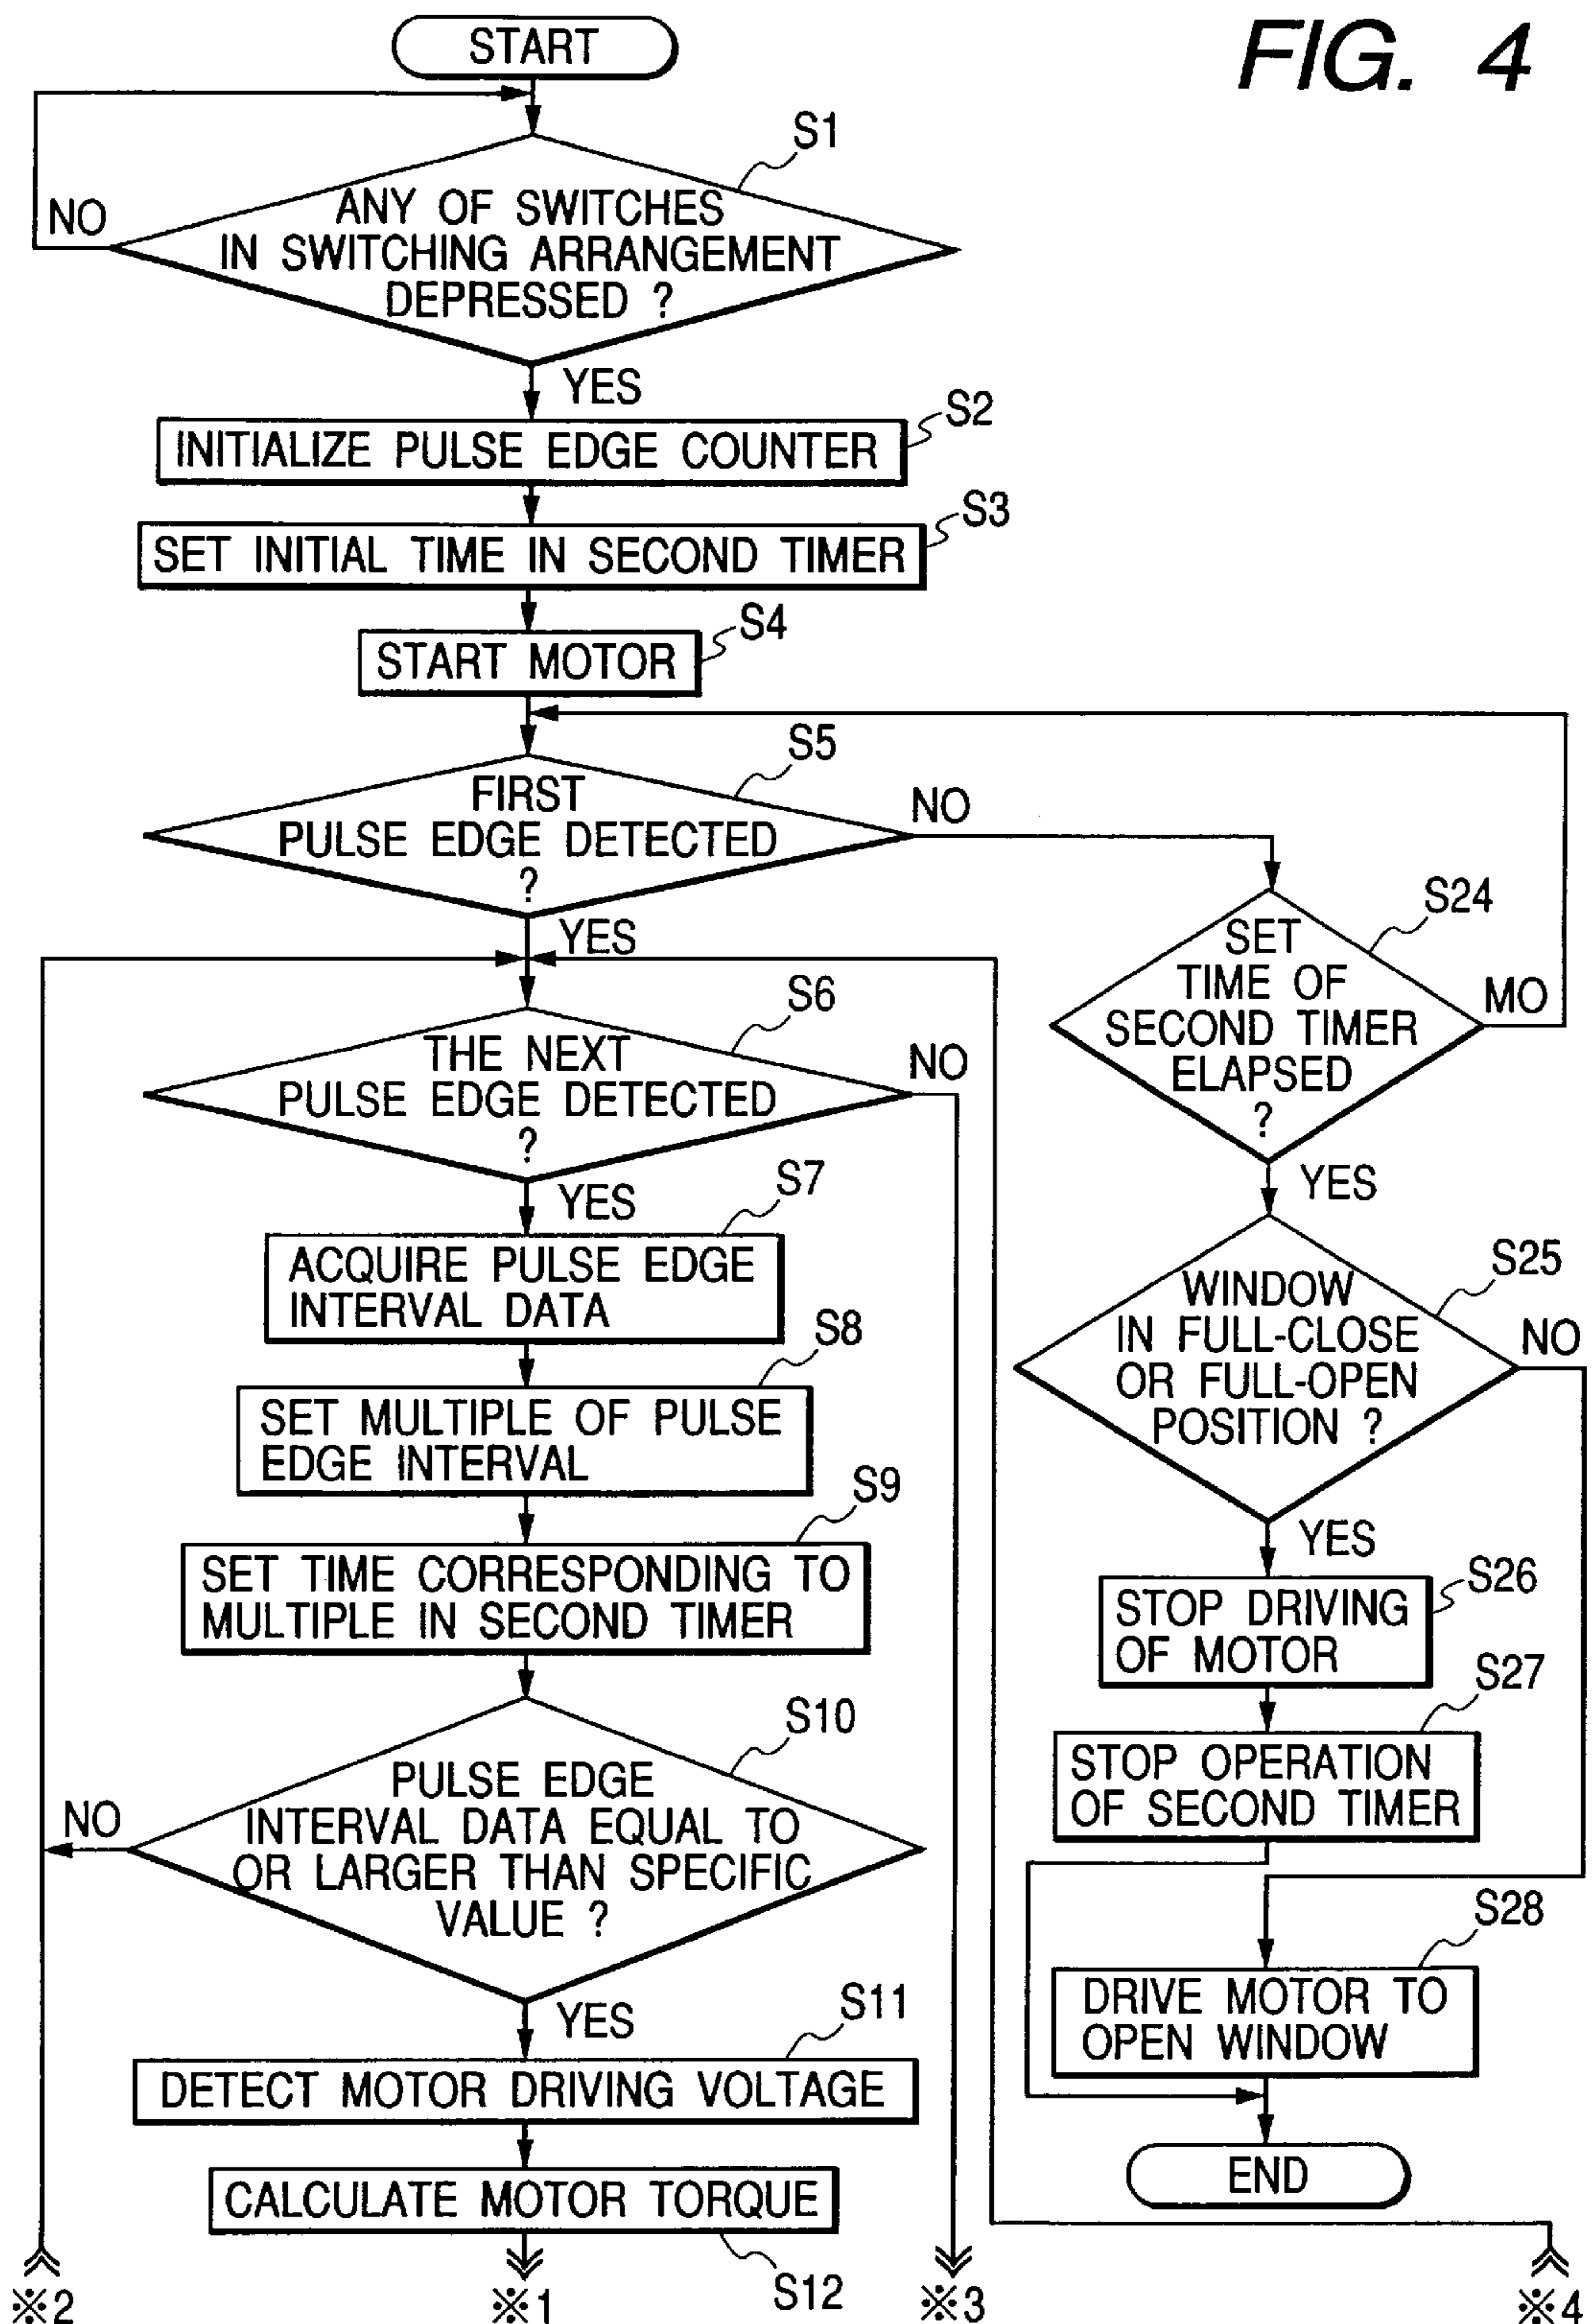 FIG. 4
START
S1
ANY OF SWITCHES
IN SWITCHING ARRANGEMENT
DEPRESSED ?
NO
YES
S2
INITIALIZE PULSE EDGE COUNTER
S3
SET INITIAL TIME IN SECOND TIMER
S4
START MOTOR
S5
FIRST
PULSE EDGE DETECTED
?
NO
YES
S6
THE NEXT
PULSE EDGE DETECTED
?
NO
YES
S7
ACQUIRE PULSE EDGE
INTERVAL DATA
S8
SET MULTIPLE OF PULSE
EDGE INTERVAL
S9
SET TIME CORRESPONDING TO
MULTIPLE IN SECOND TIMER
S10
PULSE EDGE
INTERVAL DATA EQUAL TO
OR LARGER THAN SPECIFIC
VALUE ?
NO
YES
S11
DETECT MOTOR DRIVING VOLTAGE
CALCULATE MOTOR TORQUE
S12
S24
SET
TIME OF
SECOND TIMER
ELAPSED
?
MO
YES
S25
WINDOW
IN FULL-CLOSE
OR FULL-OPEN
POSITION ?
NO
YES
S26
STOP DRIVING
OF MOTOR
S27
STOP OPERATION
OF SECOND TIMER
S28
DRIVE MOTOR TO
OPEN WINDOW
END
※2
※1
※3
※4